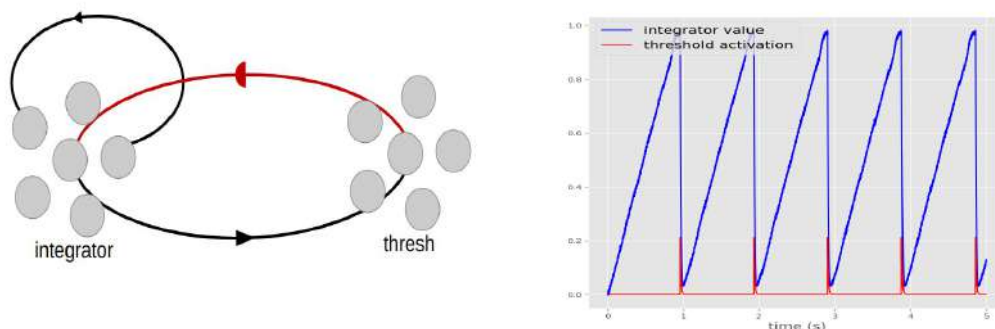 integrator
thresh
integrator value
threshold activation
1.0
0.8
0.6
0.4
0.2
0.0
0 1 2 3 4 5
time (s)